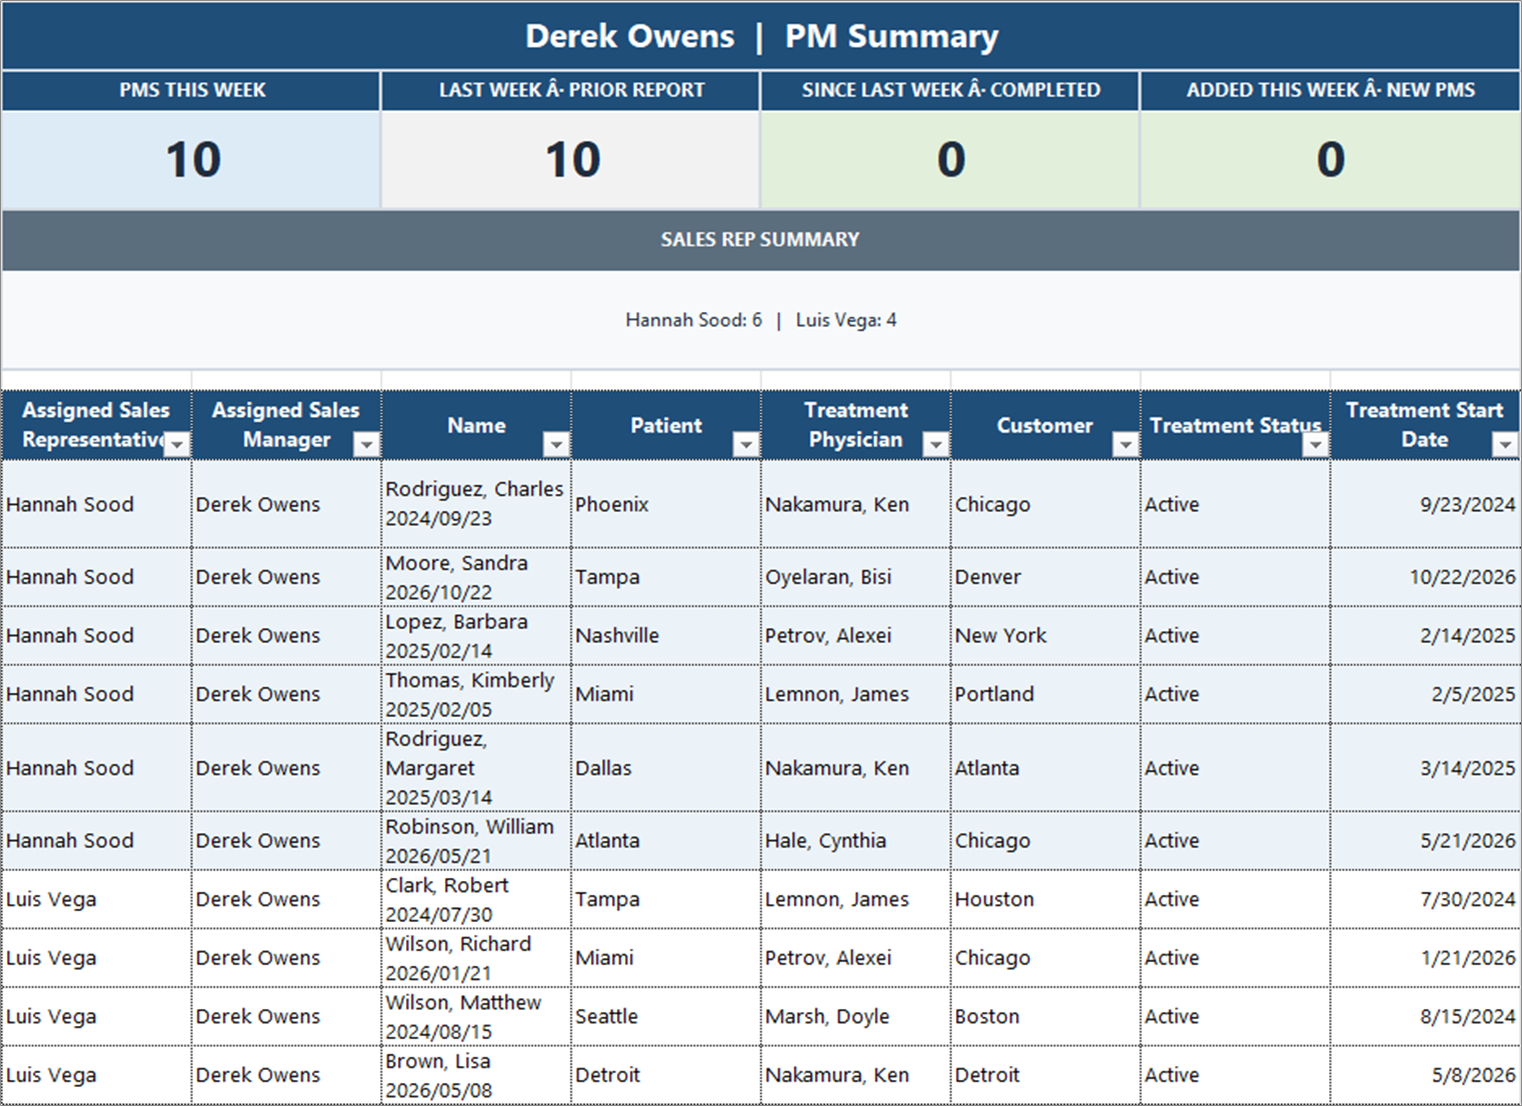 Derek Owens | PM Summary
PMS THIS WEEK
LAST WEEK Â· PRIOR REPORT
SINCE LAST WEEK Â· COMPLETED
ADDED THIS WEEK Â· NEW PMS
10
10
0
0
SALES REP SUMMARY
Hannah Sood: 6 | Luis Vega: 4
Assigned Sales
Representative
Assigned Sales
Manager
Name
Patient
Treatment
Physician
Customer
Treatment Status
Treatment Start
Date
Hannah Sood
Derek Owens
Rodriguez, Charles
2024/09/23
Phoenix
Nakamura, Ken
Chicago
Active
9/23/2024
Hannah Sood
Derek Owens
Moore, Sandra
2026/10/22
Tampa
Oyelaran, Bisi
Denver
Active
10/22/2026
Hannah Sood
Derek Owens
Lopez, Barbara
2025/02/14
Nashville
Petrov, Alexei
New York
Active
2/14/2025
Hannah Sood
Derek Owens
Thomas, Kimberly
2025/02/05
Miami
Lemnon, James
Portland
Active
2/5/2025
Hannah Sood
Derek Owens
Rodriguez,
Margaret
2025/03/14
Dallas
Nakamura, Ken
Atlanta
Active
3/14/2025
Hannah Sood
Derek Owens
Robinson, William
2026/05/21
Atlanta
Hale, Cynthia
Chicago
Active
5/21/2026
Luis Vega
Derek Owens
Clark, Robert
2024/07/30
Tampa
Lemnon, James
Houston
Active
7/30/2024
Luis Vega
Derek Owens
Wilson, Richard
2026/01/21
Miami
Petrov, Alexei
Chicago
Active
1/21/2026
Luis Vega
Derek Owens
Wilson, Matthew
2024/08/15
Seattle
Marsh, Doyle
Boston
Active
8/15/2024
Luis Vega
Derek Owens
Brown, Lisa
2026/05/08
Detroit
Nakamura, Ken
Detroit
Active
5/8/2026